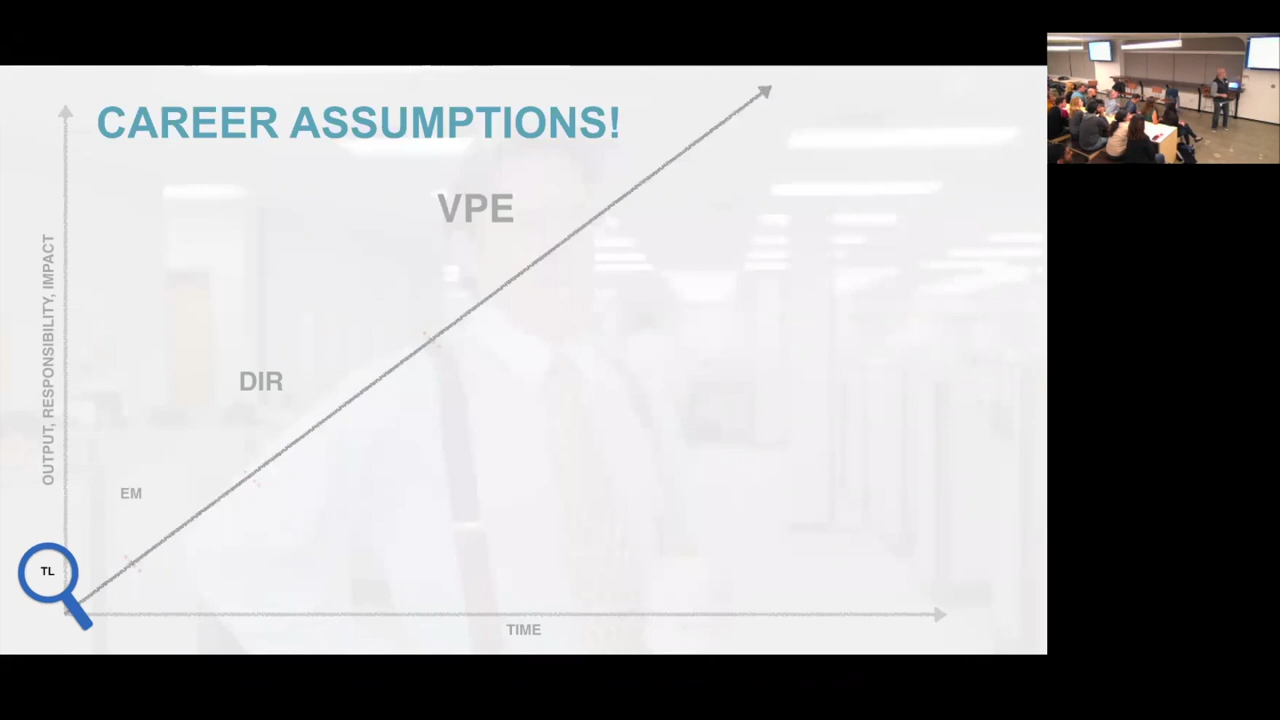 CAREER ASSUMPTIONS!
VPE
OUTPUT, RESPONSIBILITY, IMPACT
DIR
EM
TL
TIME